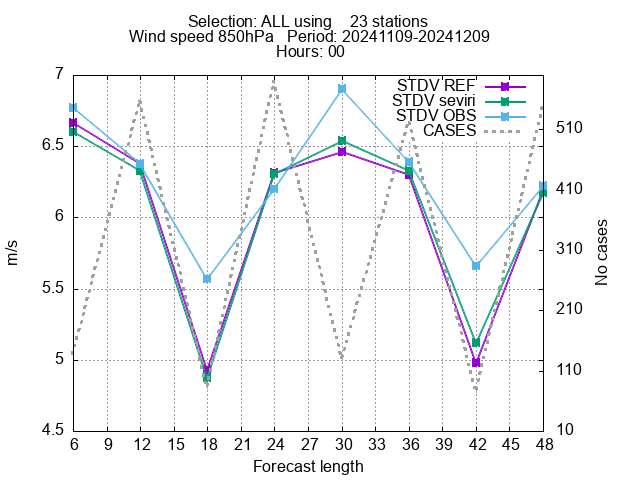 Selection: ALL using 23 stations
Wind speed 850hPa Period: 20241109-20241209
Hours: 00
STDV REF
STDV seviri
STDV OBS
CASES
7
6.5
6
5.5
5
4.5
m/s
510
410
310
210
110
10
No cases
6 9 12 15 18 21 24 27 30 33 36 39 42 45 48
Forecast length